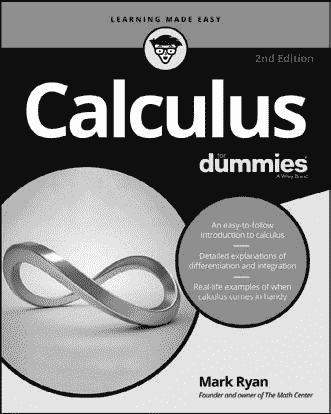 LEARNING MADE EASY
2nd Edition
Calculus
for
dummies
A Wiley Brand
An easy-to-follow
introduction to calculus
Detailed explanations of
differentiation and integration
Real-life examples of when
calculus comes in handy
Mark Ryan
Founder and owner of The Math Center